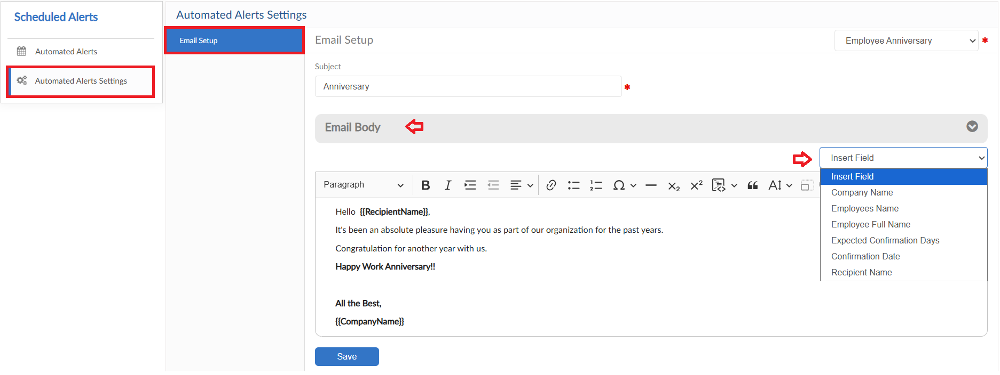 Scheduled Alerts
Automated Alerts
Automated Alerts Settings
Automated Alerts Settings
Email Setup
Email Setup
Employee Anniversary *
Subject
Anniversary *
Email Body
Insert Field
Insert Field
Company Name
Employees Name
Employee Full Name
Expected Confirmation Days
Confirmation Date
Recipient Name
Paragraph
Hello {{RecipientName}},
It's been an absolute pleasure having you as part of our organization for the past years.
Congratulation for another year with us.
Happy Work Anniversary!!
All the Best,
{{CompanyName}}
Save